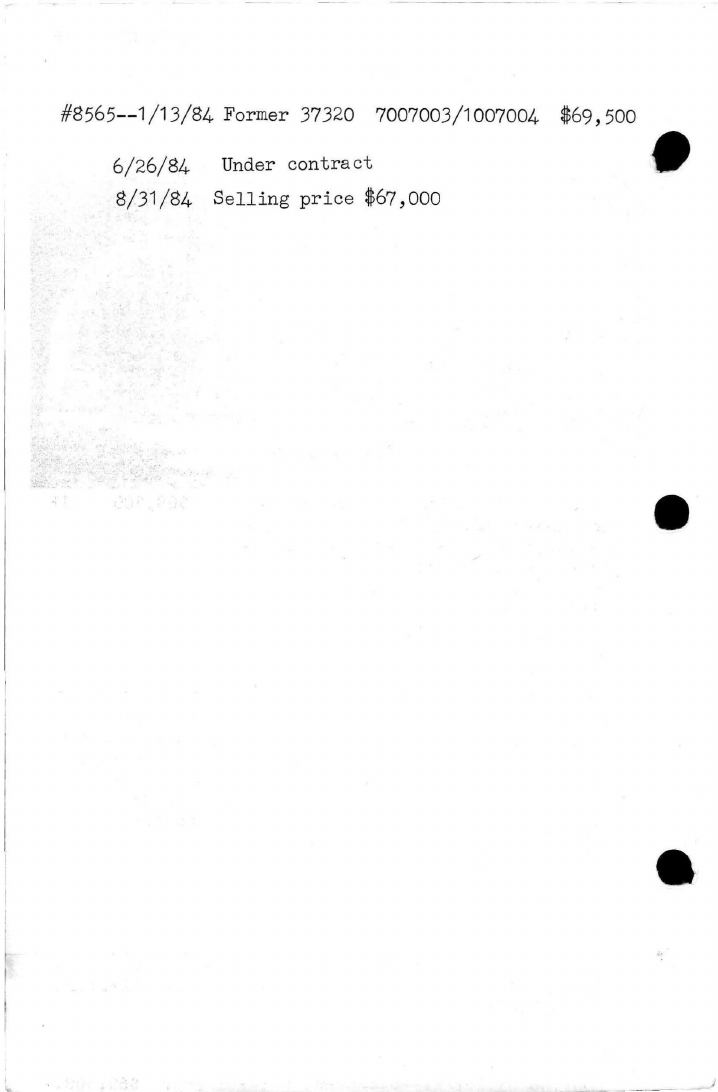 #8565--1/13/84 Former 37320 7007003/1007004 $69,500
6/26/84 Under contract
8/31/84 Selling price $67,000